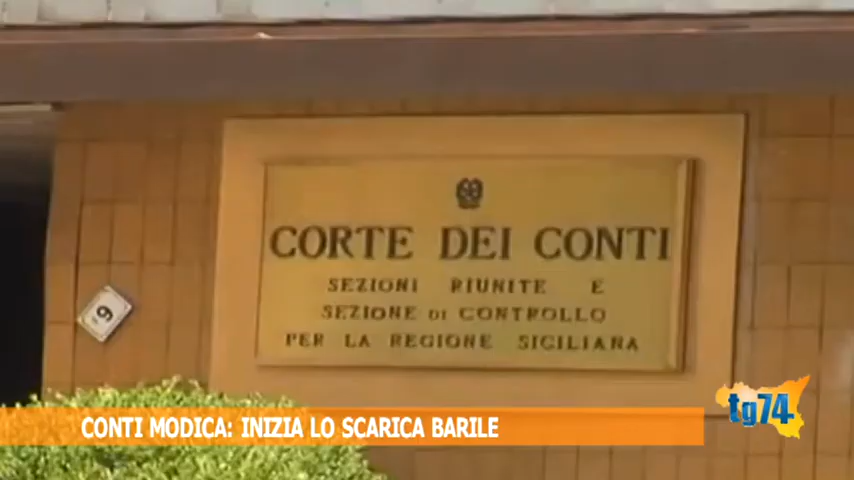 CORTE DEI CONTI
SEZIONI RIUNITE E
SEZIONE DI CONTROLLO
PER LA REGIONE SICILIANA
9
CONTI MODICA: INIZIA LO SCARICA BARILE
tg74